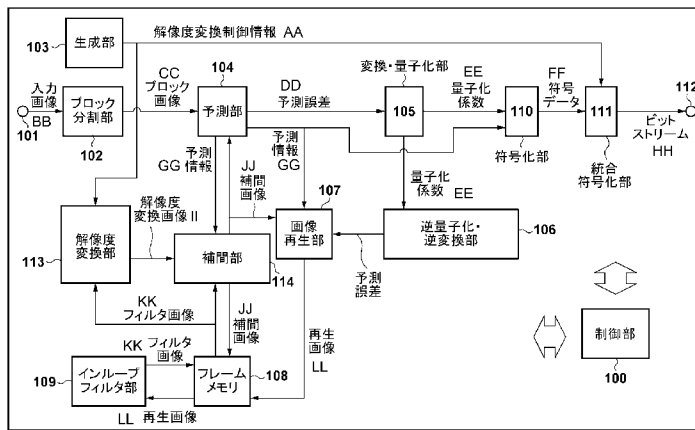 解像度変換制御情報 AA
103
生成部
入力
画像
BB
101
ブロック
分割部
102
CC
ブロック
画像
104
予測部
DD
予測誤差
変換・量子化部
105
EE
量子化
係数
110
符号化部
FF
符号
データ
111
統合
符号化部
112
ビット
ストリーム
HH
予測
情報
GG
JJ
補間
画像
予測
情報
GG
量子化
係数
EE
107
画像
再生部
逆量子化・
逆変換部
106
予測
誤差
解像度
変換部
113
解像度
変換画像 II
補間部
114
KK
フィルタ画像
JJ
補間
画像
再生
画像
LL
インループ
フィルタ部
109
KK フィルタ
画像
フレーム
メモリ
108
LL 再生画像
制御部
100